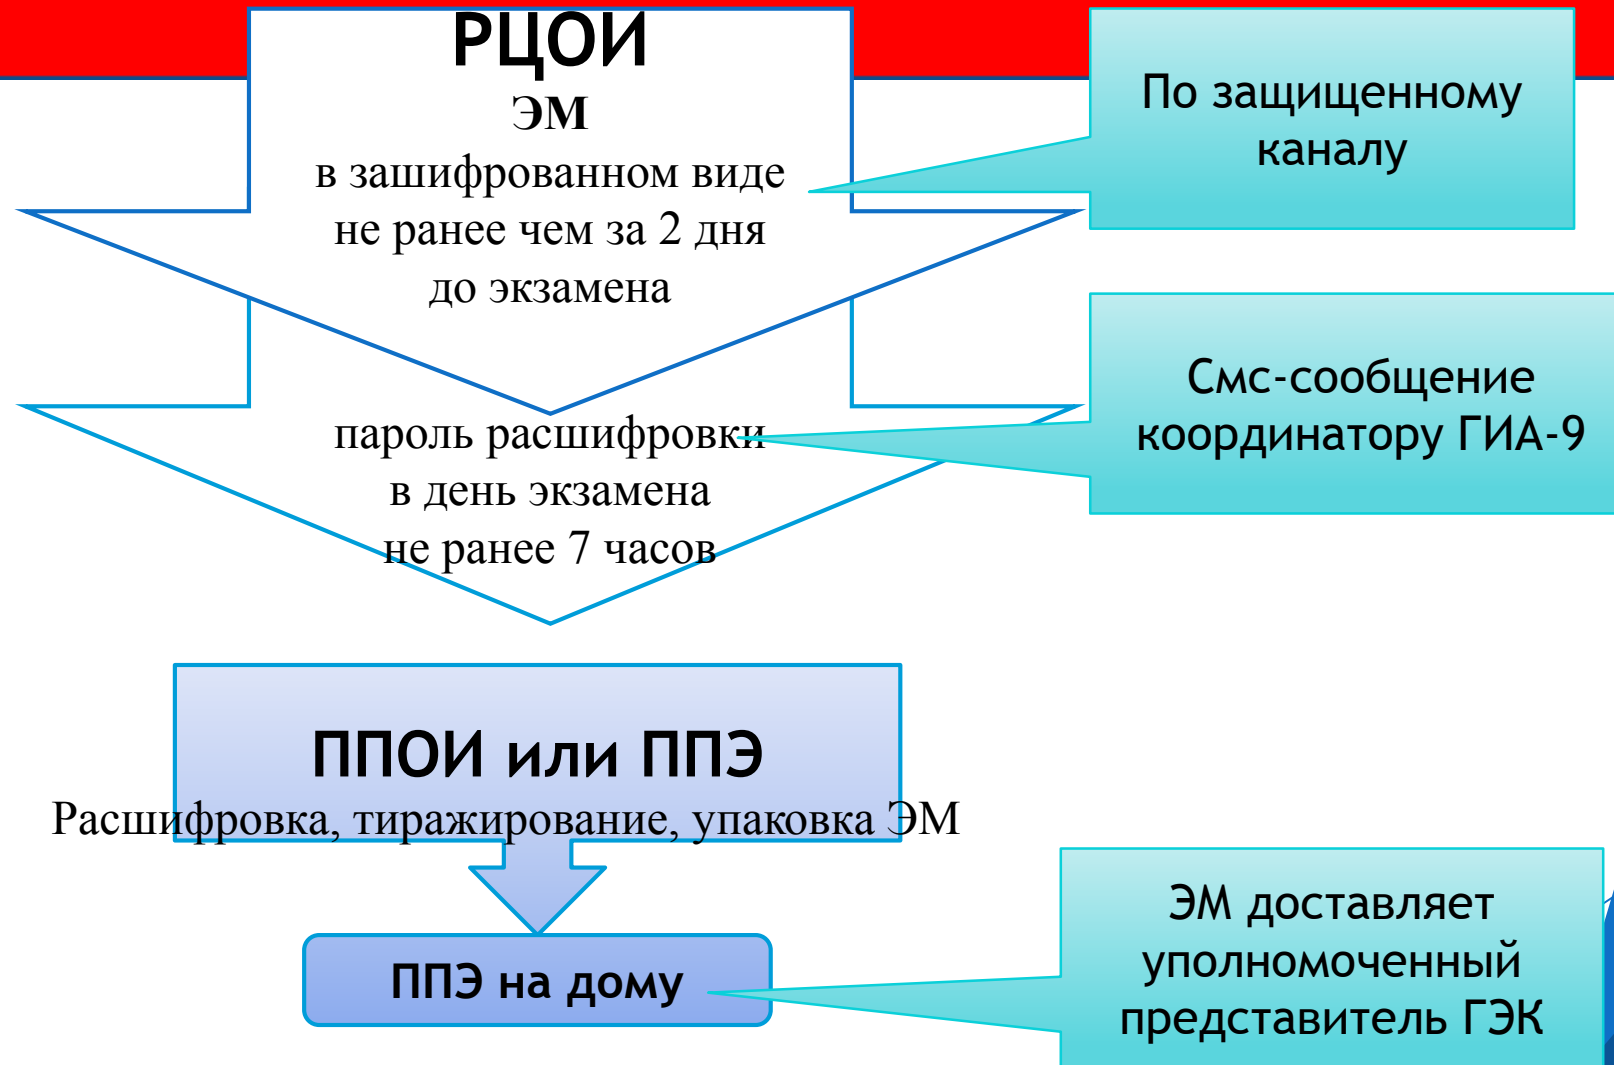 РЦОИ
ЭМ
в зашифрованном виде
не ранее чем за 2 дня
до экзамена
По защищенному
каналу
пароль расшифровки
в день экзамена
не ранее 7 часов
Смс-сообщение
координатору ГИА-9
ППОИ или ППЭ
Расшифровка, тиражирование, упаковка ЭМ
ППЭ на дому
ЭМ доставляет
уполномоченный
представитель ГЭК